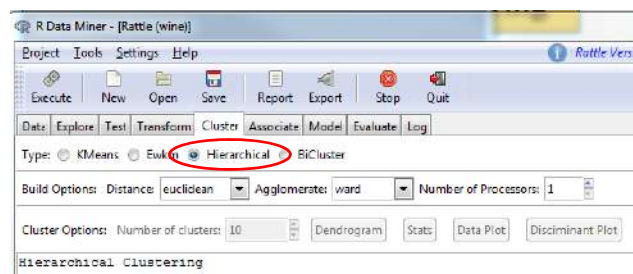 R Data Miner - [Rattle (wine)]
Project Tools Settings Help Rattle Vers
Execute New Open Save Report Export Stop Quit
Data Explore Test Transform Cluster Associate Model Evaluate Log
Type: KMeans Ewkm Hierarchical BiCluster
Build Options: Distance: euclidean Agglomerate: ward Number of Processors: 1
Cluster Options: Number of clusters: 10 Dendrogram Stats Data Plot Discriminant Plot
Hierarchical Clustering